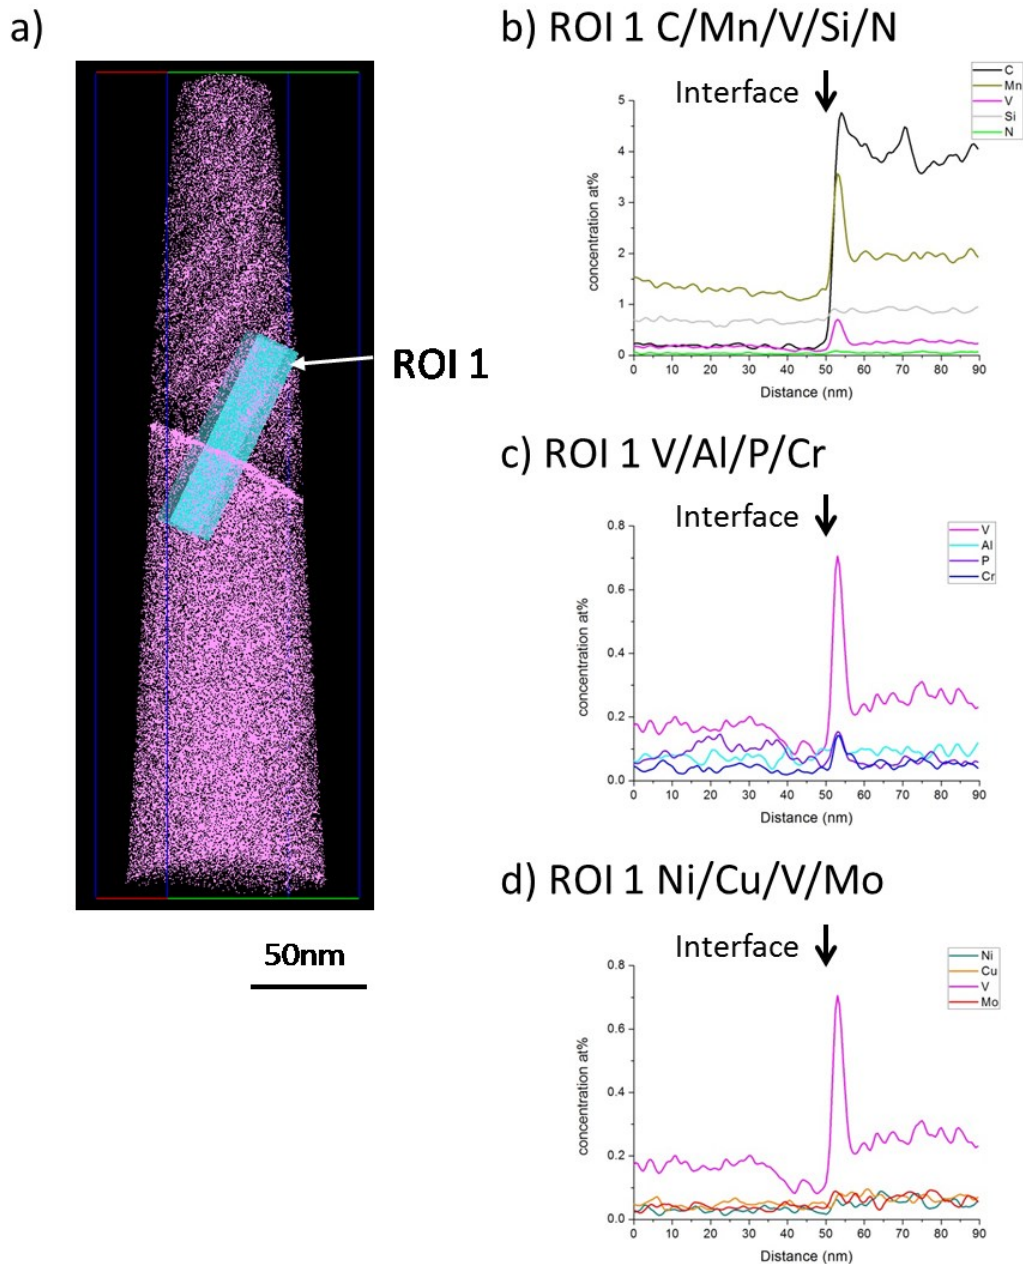 a)
ROI 1
50nm
b) ROI 1 C/Mn/V/Si/N
Interface
C
Mn
V
Si
N
5
4
3
2
1
0
concentration at%
0 10 20 30 40 50 60 70 80 90
Distance (nm)
c) ROI 1 V/Al/P/Cr
Interface
V
Al
P
Cr
0.8
0.6
0.4
0.2
0.0
concentration at%
0 10 20 30 40 50 60 70 80 90
Distance (nm)
d) ROI 1 Ni/Cu/V/Mo
Interface
Ni
Cu
V
Mo
0.8
0.6
0.4
0.2
0.0
concentration at%
0 10 20 30 40 50 60 70 80 90
Distance (nm)